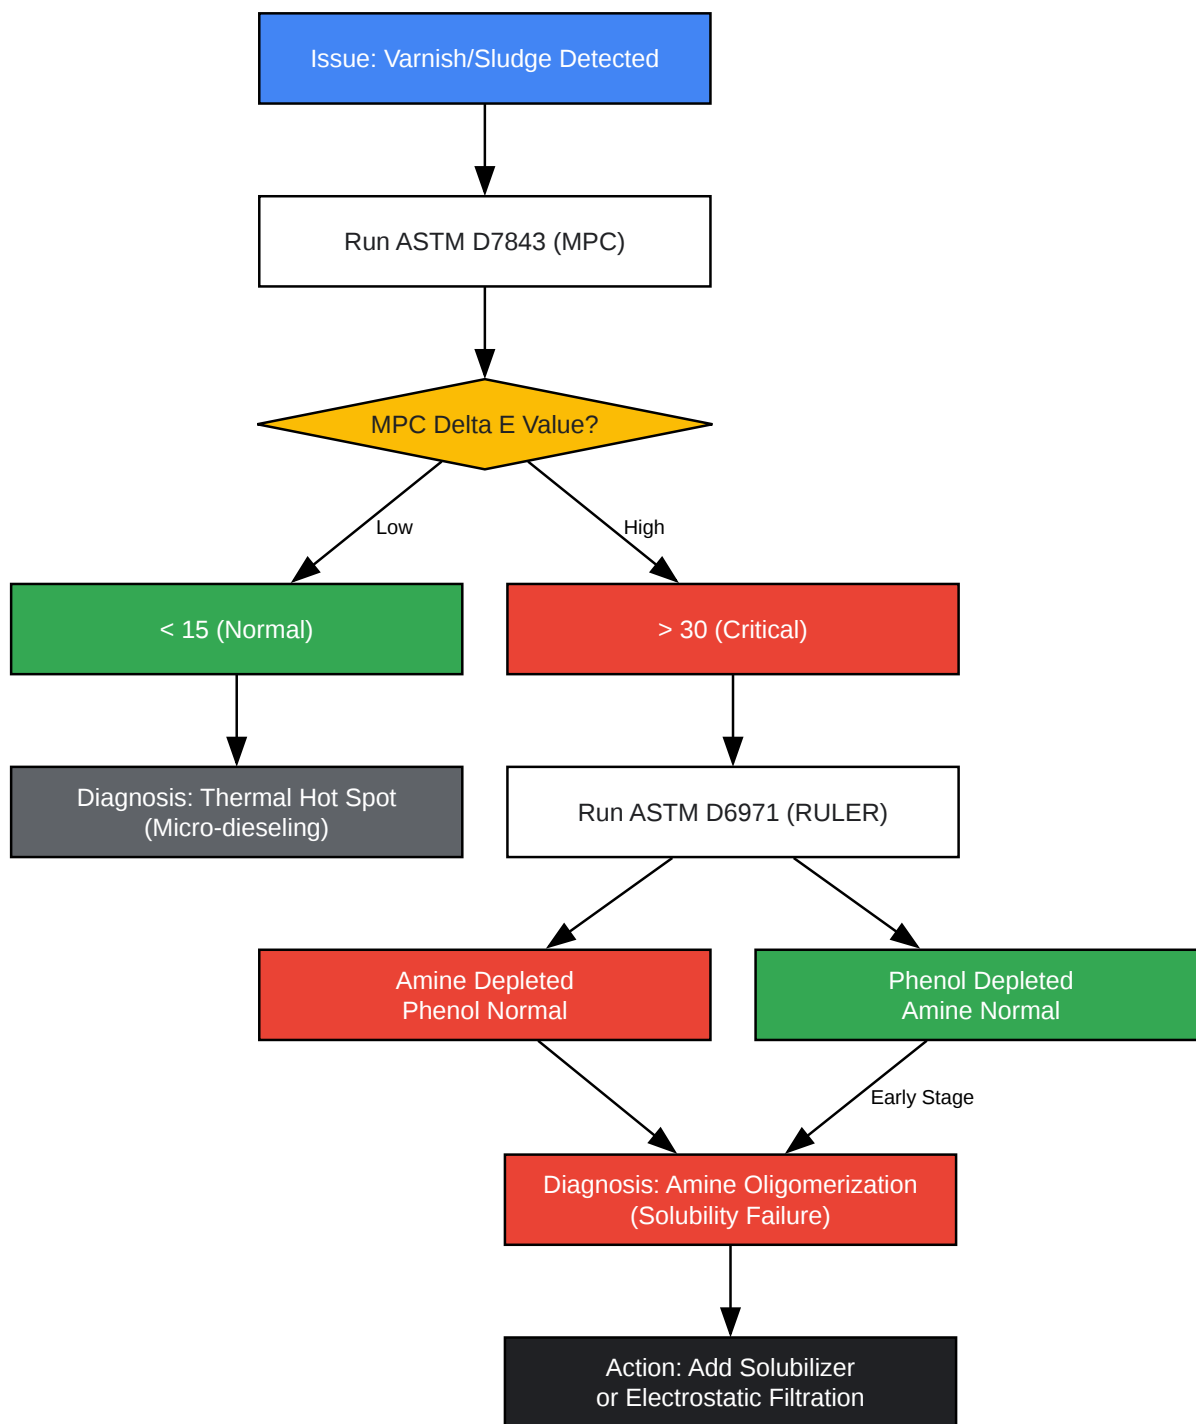 Issue: Varnish/Sludge Detected
Run ASTM D7843 (MPC)
MPC Delta E Value?
Low
High
< 15 (Normal)
> 30 (Critical)
Diagnosis: Thermal Hot Spot
(Micro-dieseling)
Run ASTM D6971 (RULER)
Amine Depleted
Phenol Normal
Phenol Depleted
Amine Normal
Early Stage
Diagnosis: Amine Oligomerization
(Solubility Failure)
Action: Add Solubilizer
or Electrostatic Filtration